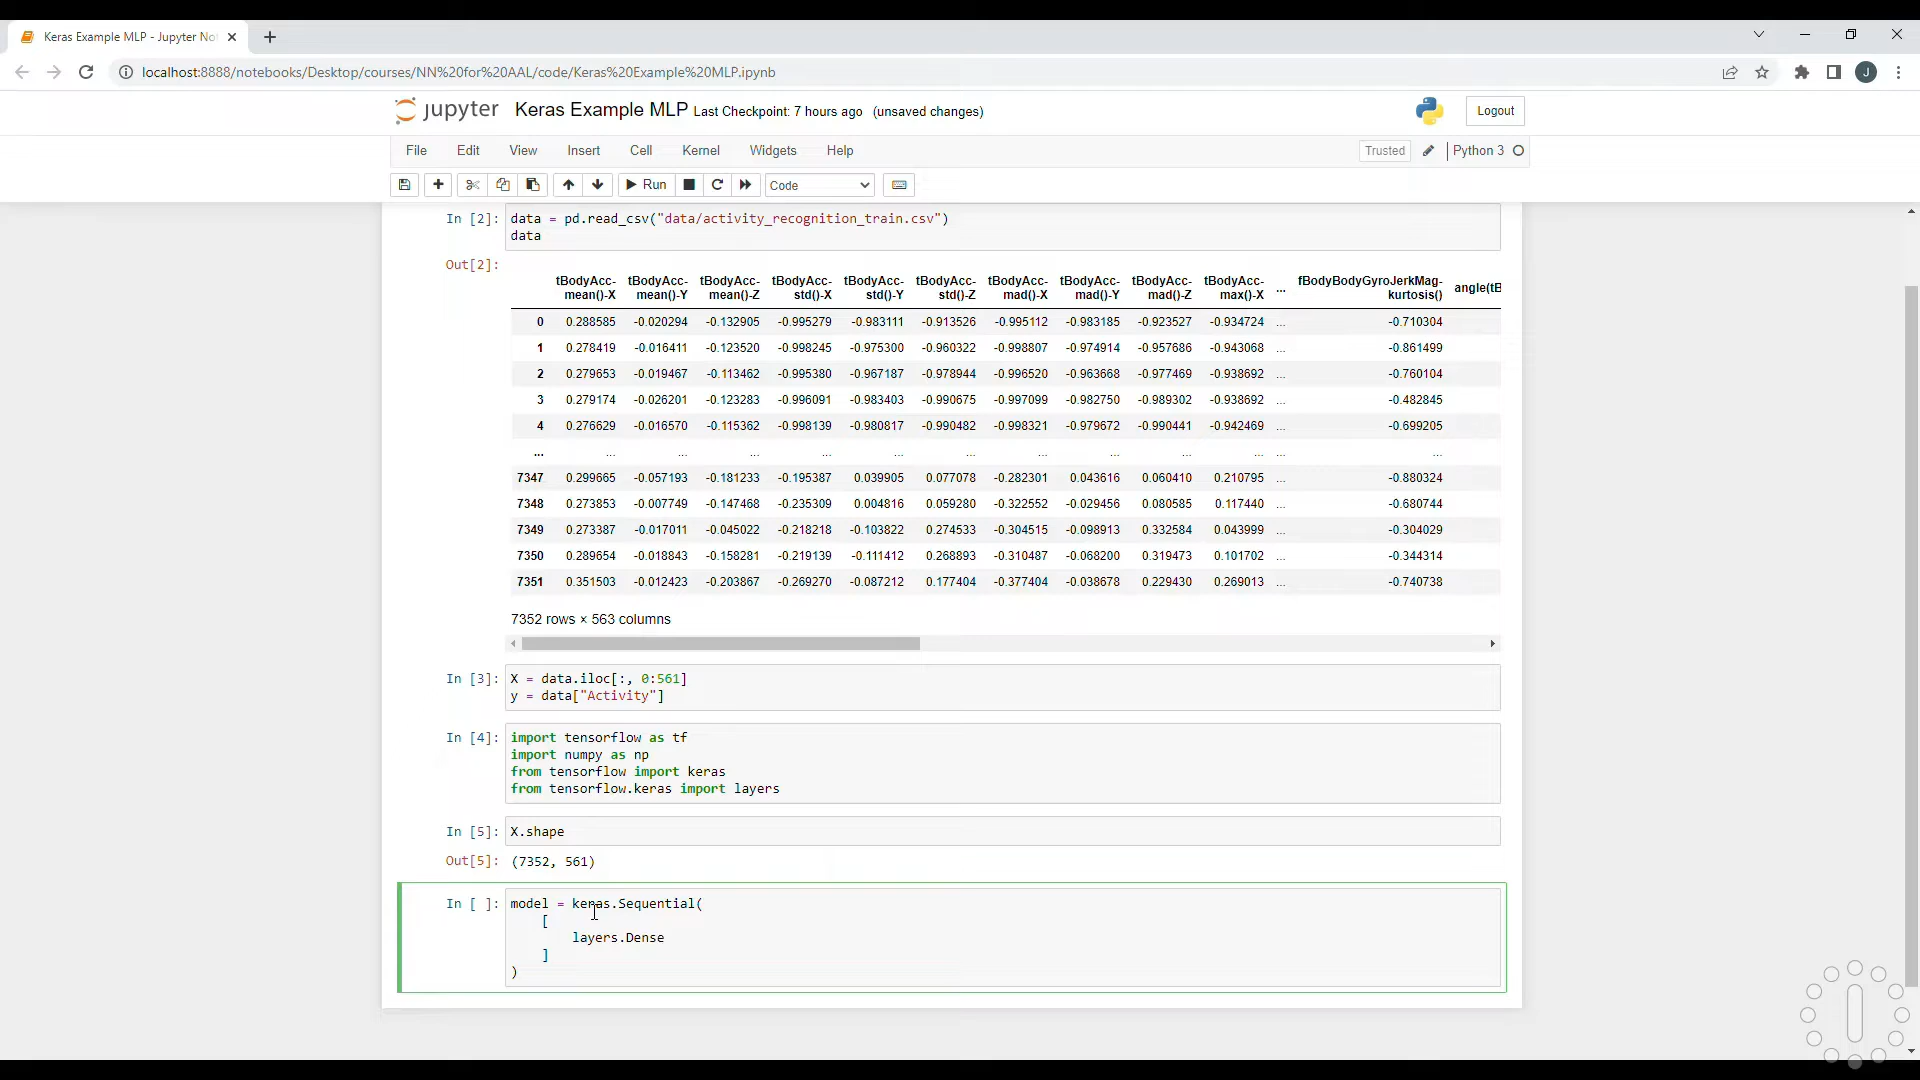 Keras Example MLP - Jupyter No
localhost:8888/notebooks/Desktop/courses/NN%20for%20AAL/code/Keras%20Example%20MLP.ipynb
J
jupyter Keras Example MLP Last Checkpoint: 7 hours ago (unsaved changes)
Logout
File Edit View Insert Cell Kernel Widgets Help
Trusted Python 3
Run Code
In [2]: data = pd.read_csv("data/activity_recognition_train.csv")
data
Out[2]:
tBodyAcc- tBodyAcc- tBodyAcc- tBodyAcc- tBodyAcc- tBodyAcc- tBodyAcc- tBodyAcc- tBodyAcc- tBodyAcc- ... fBodyBodyGyroJerkMag- angle(tB
mean()-X mean()-Y mean()-Z std()-X std()-Y std()-Z mad()-X mad()-Y mad()-Z max()-X kurtosis()
0 0.288585 -0.020294 -0.132905 -0.995279 -0.983111 -0.913526 -0.995112 -0.983185 -0.923527 -0.934724 ... -0.710304
1 0.278419 -0.016411 -0.123520 -0.998245 -0.975300 -0.960322 -0.998807 -0.974914 -0.957686 -0.943068 ... -0.861499
2 0.279653 -0.019467 -0.113462 -0.995380 -0.967187 -0.978944 -0.996520 -0.963668 -0.977469 -0.938692 ... -0.760104
3 0.279174 -0.026201 -0.123283 -0.996091 -0.983403 -0.990675 -0.997099 -0.982750 -0.989302 -0.938692 ... -0.482845
4 0.276629 -0.016570 -0.115362 -0.998139 -0.980817 -0.990482 -0.998321 -0.979672 -0.990441 -0.942469 ... -0.699205
... ... ... ... ... ... ... ... ... ... ... ... ...
7347 0.299665 -0.057193 -0.181233 -0.195387 0.039905 0.077078 -0.282301 0.043616 0.060410 0.210795 ... -0.880324
7348 0.273853 -0.007749 -0.147468 -0.235309 0.004816 0.059280 -0.322552 -0.029456 0.080585 0.117440 ... -0.680744
7349 0.273387 -0.017011 -0.045022 -0.218218 -0.103822 0.274533 -0.304515 -0.098913 0.332584 0.043999 ... -0.304029
7350 0.289654 -0.018843 -0.158281 -0.219139 -0.111412 0.268893 -0.310487 -0.068200 0.319473 0.101702 ... -0.344314
7351 0.351503 -0.012423 -0.203867 -0.269270 -0.087212 0.177404 -0.377404 -0.038678 0.229430 0.269013 ... -0.740738
7352 rows × 563 columns
In [3]: X = data.iloc[:, 0:561]
y = data["Activity"]
In [4]: import tensorflow as tf
import numpy as np
from tensorflow import keras
from tensorflow.keras import layers
In [5]: X.shape
Out[5]: (7352, 561)
In [ ]: model = keras.Sequential(
[
layers.Dense
]
)